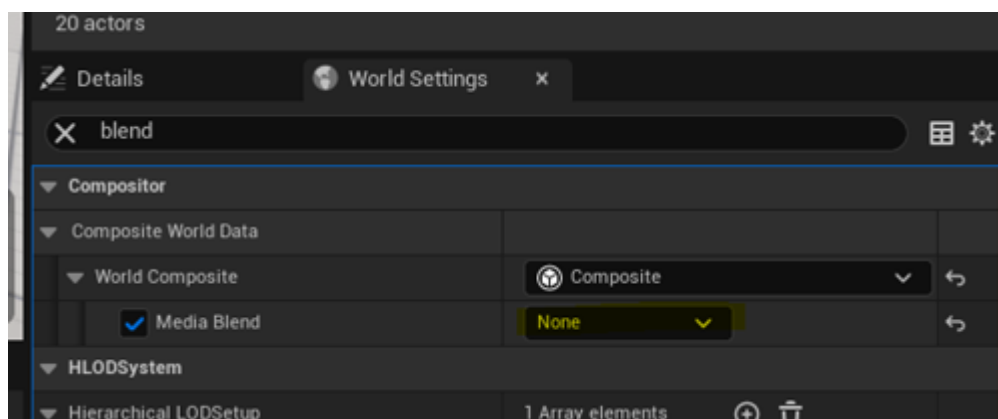 20 actors
Details World Settings
blend
Compositor
Composite World Data
World Composite Composite
Media Blend None
HLODSystem
Hierarchical LODSetup 1 Array elements